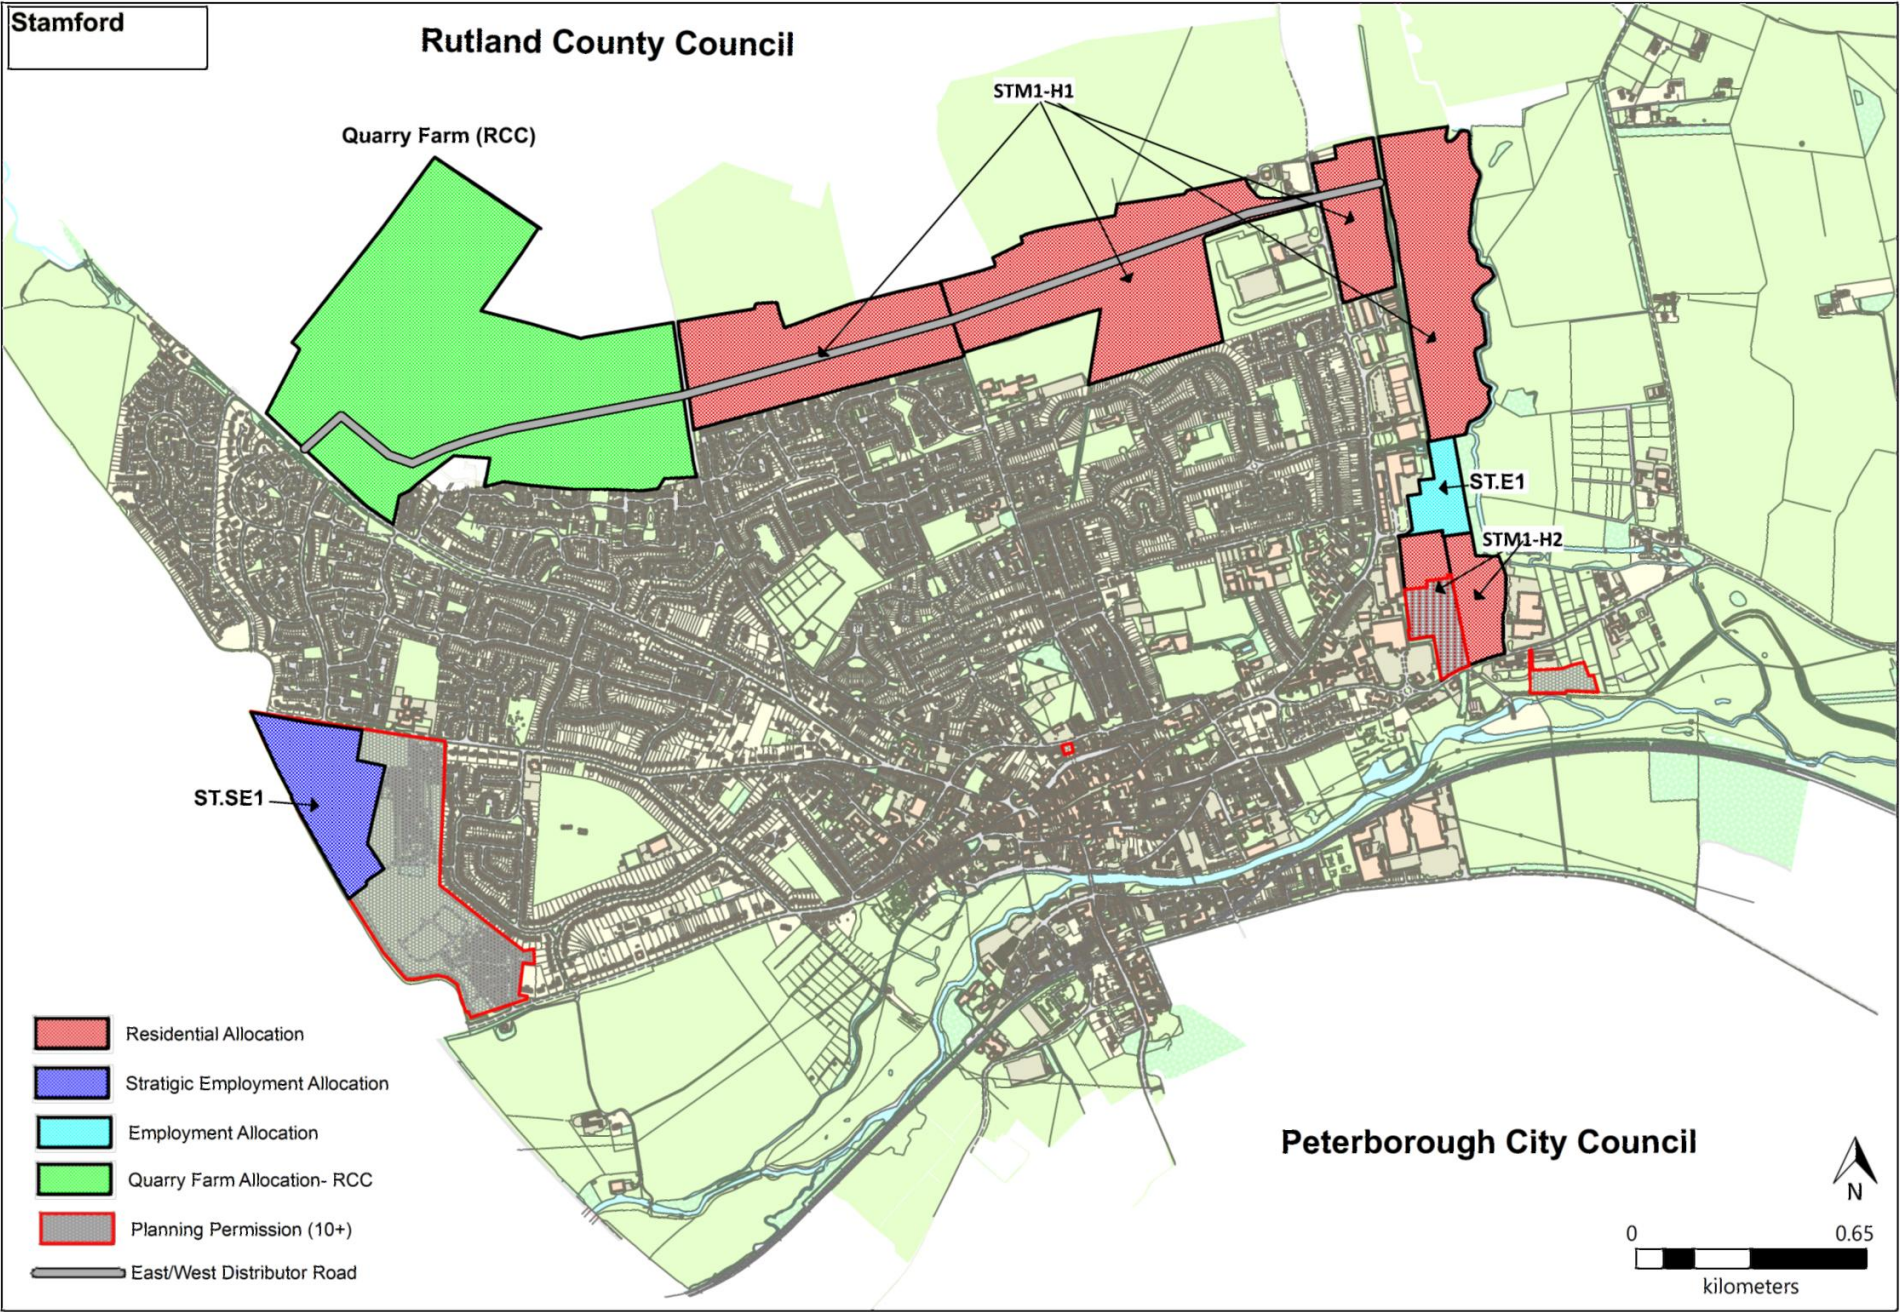 Stamford
Rutland County Council
STM1-H1
Quarry Farm (RCC)
ST.E1
STM1-H2
ST.SE1
Residential Allocation
Stratigic Employment Allocation
Employment Allocation
Quarry Farm Allocation- RCC
Planning Permission (10+)
East/West Distributor Road
Peterborough City Council
N
0 0.65
kilometers